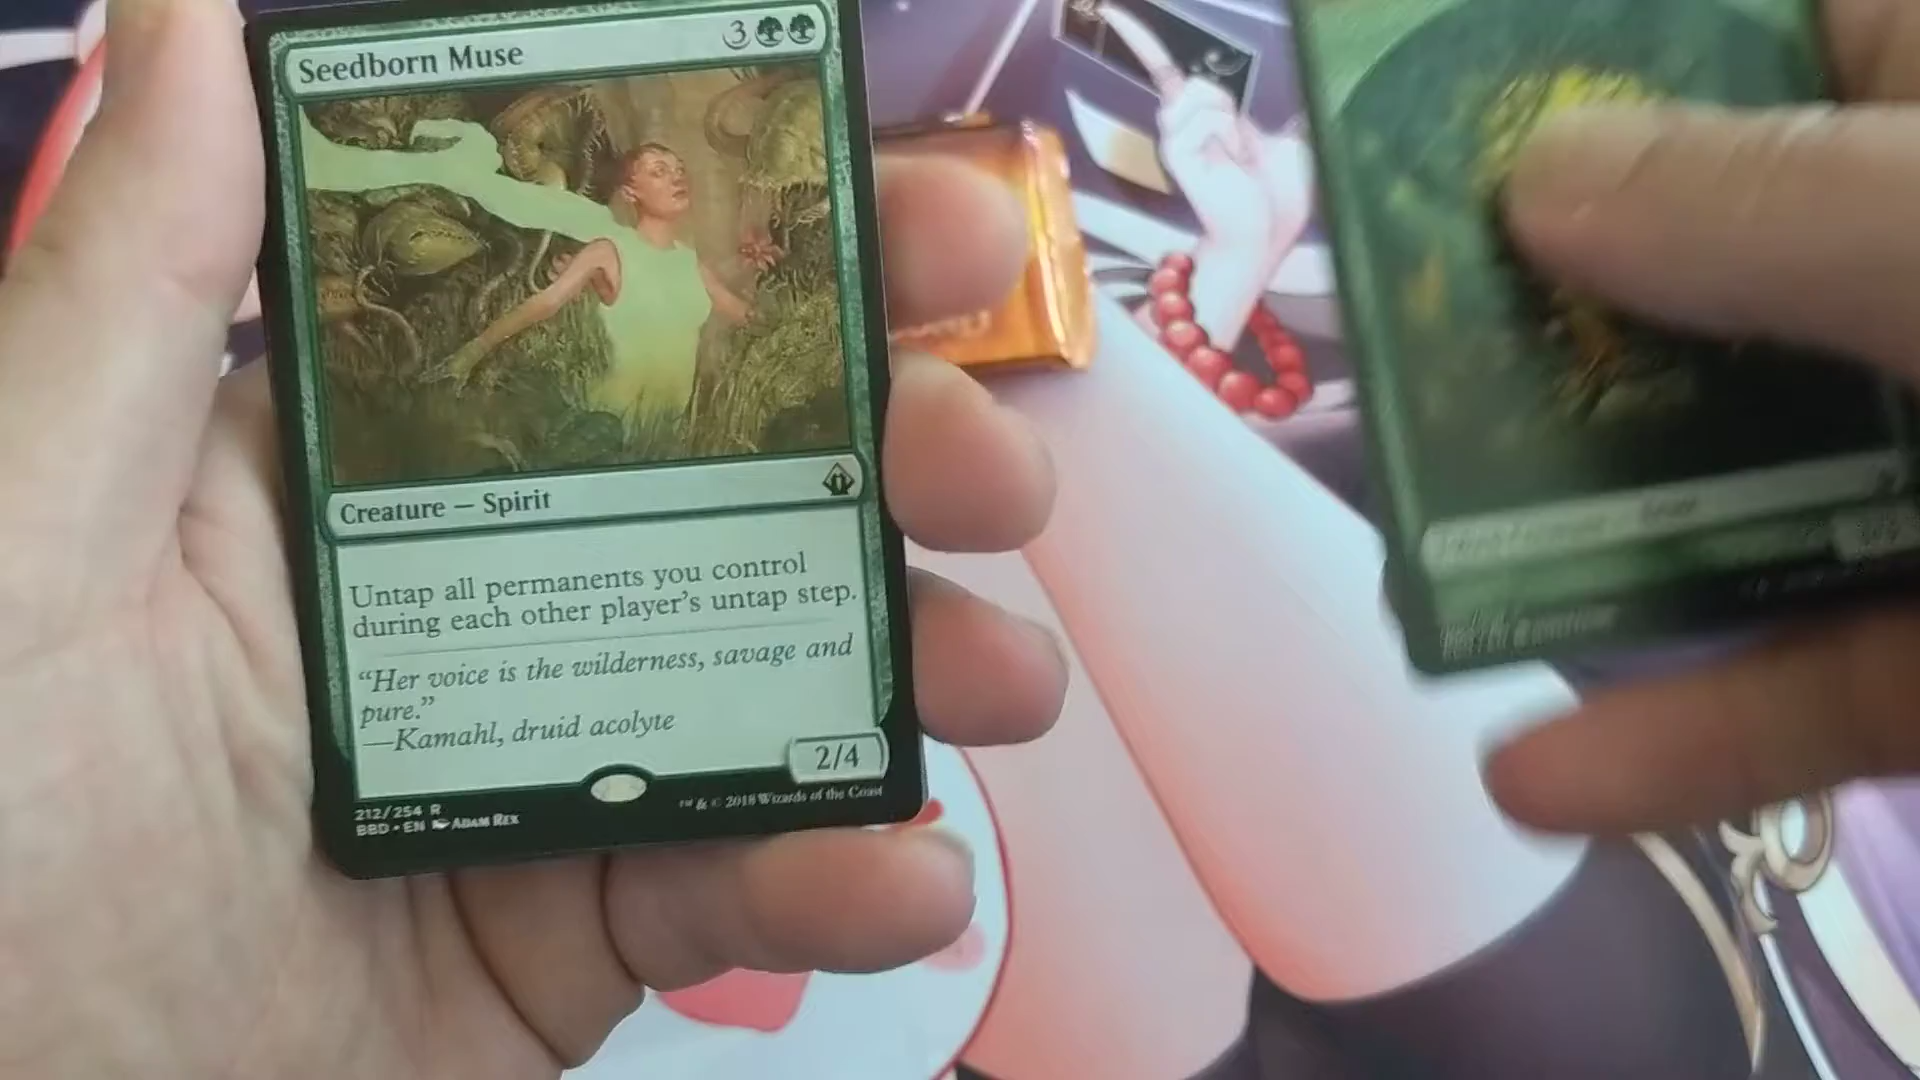 Seedborn Muse 3
Creature — Spirit
Untap all permanents you control
during each other player's untap step.
“Her voice is the wilderness, savage and
pure.”
—Kamahl, druid acolyte
2/4
212/254 R
BBD • EN ADAM REX
™ & © 2018 Wizards of the Coast